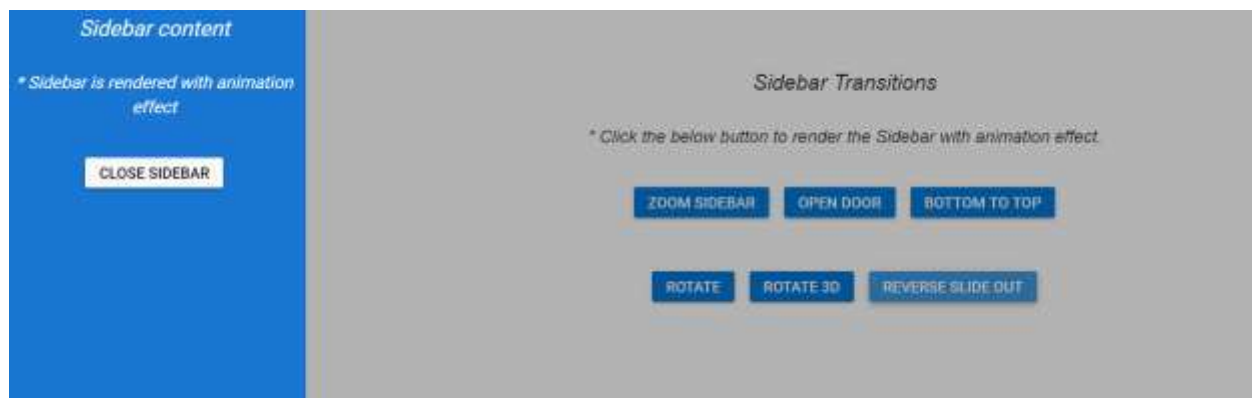 Sidebar content
* Sidebar is rendered with animation
effect
CLOSE SIDEBAR
Sidebar Transitions
* Click the below button to render the Sidebar with animation effect.
ZOOM SIDEBAR OPEN DOOR BOTTOM TO TOP
ROTATE ROTATE 3D REVERSE SLIDE OUT